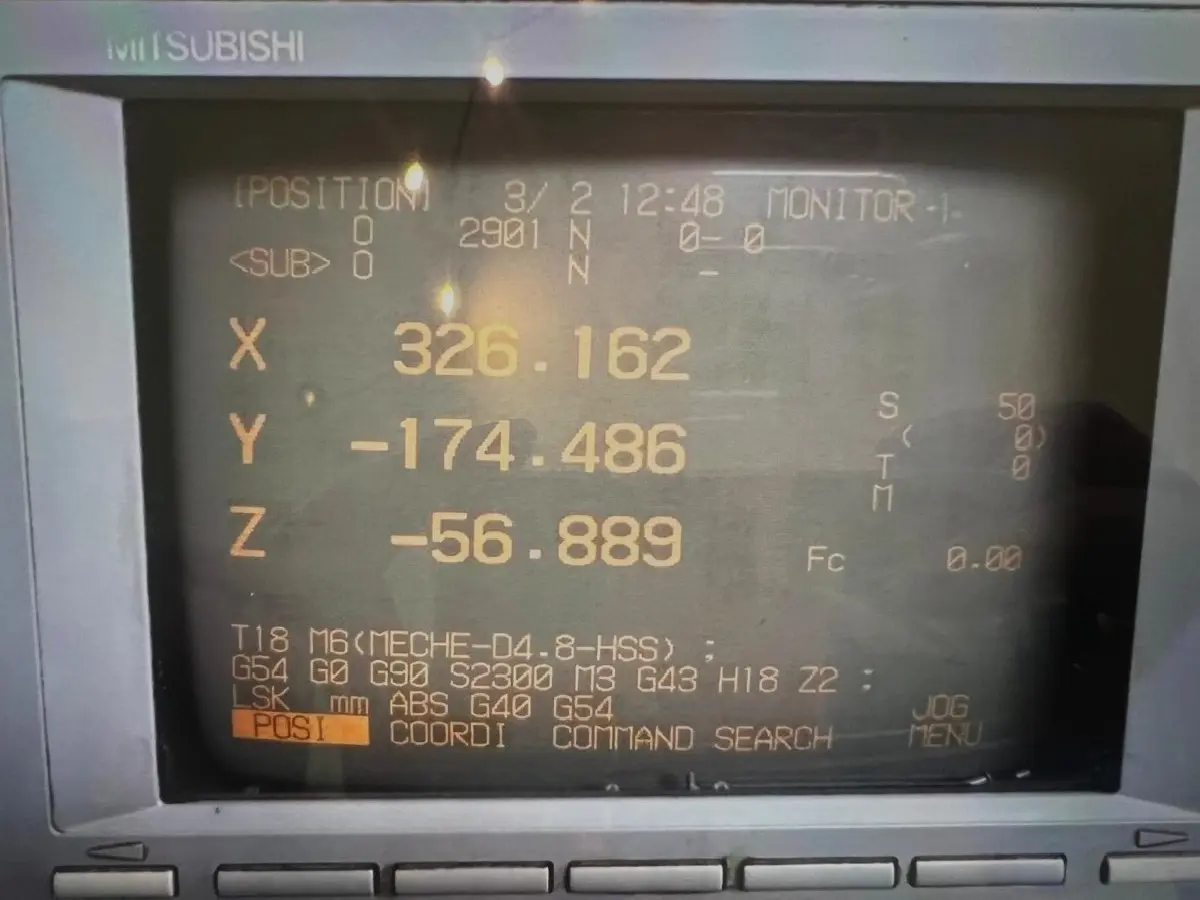 MITSUBISHI
[POSITION] 3/ 2 12:48 MONITOR-1-
O 2901 N 0- 0
<SUB> O N -
X 326.162
Y -174.486
S 50
( 0)
T 0
M
Z -56.889
Fc 0.00
T18 M6(MECHE-D4.8-HSS) ;
G54 G0 G90 S2300 M3 G43 H18 Z2 ;
LSK mm ABS G40 G54 JOG
POSI COORDI COMMAND SEARCH MENU